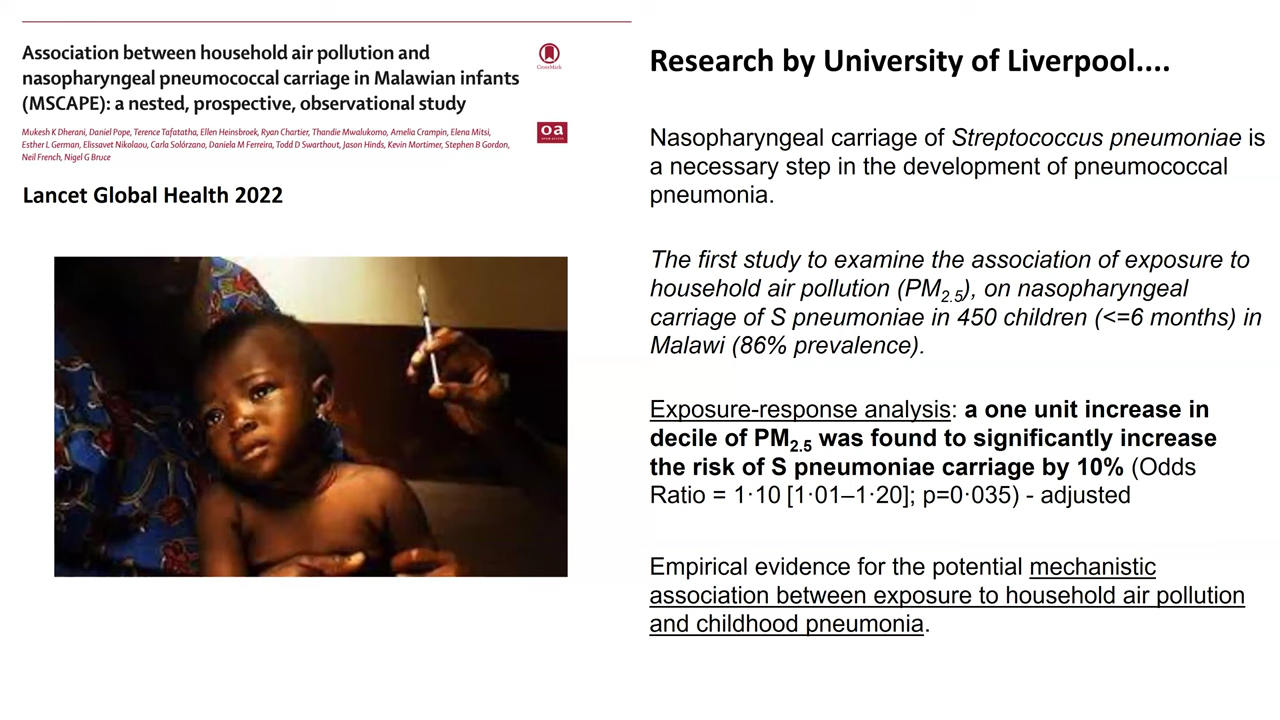 Association between household air pollution and
nasopharyngeal pneumococcal carriage in Malawian infants
(MSCAPE): a nested, prospective, observational study
CrossMark
Mukesh K Dherani, Daniel Pope, Terence Tafatatha, Ellen Heinsbroek, Ryan Chartier, Thandie Mwalukomo, Amelia Crampin, Elena Mitsi,
Esther L German, Elissavet Nikolaou, Carla Solórzano, Daniela M Ferreira, Todd D Swarthout, Jason Hinds, Kevin Mortimer, Stephen B Gordon,
Neil French, Nigel G Bruce
oa
OPEN ACCESS
Lancet Global Health 2022
Research by University of Liverpool....
Nasopharyngeal carriage of Streptococcus pneumoniae is
a necessary step in the development of pneumococcal
pneumonia.
The first study to examine the association of exposure to
household air pollution (PM2.5), on nasopharyngeal
carriage of S pneumoniae in 450 children (<=6 months) in
Malawi (86% prevalence).
Exposure-response analysis: a one unit increase in
decile of PM2.5 was found to significantly increase
the risk of S pneumoniae carriage by 10% (Odds
Ratio = 1·10 [1·01–1·20]; p=0·035) - adjusted
Empirical evidence for the potential mechanistic
association between exposure to household air pollution
and childhood pneumonia.